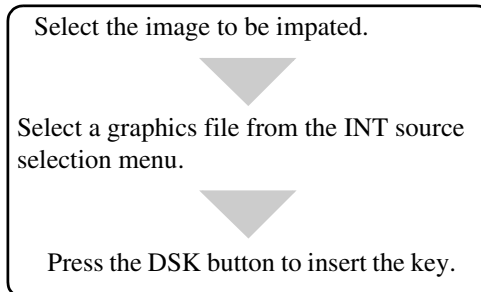 Select the image to be impated.
Select a graphics file from the INT source
selection menu.
Press the DSK button to insert the key.